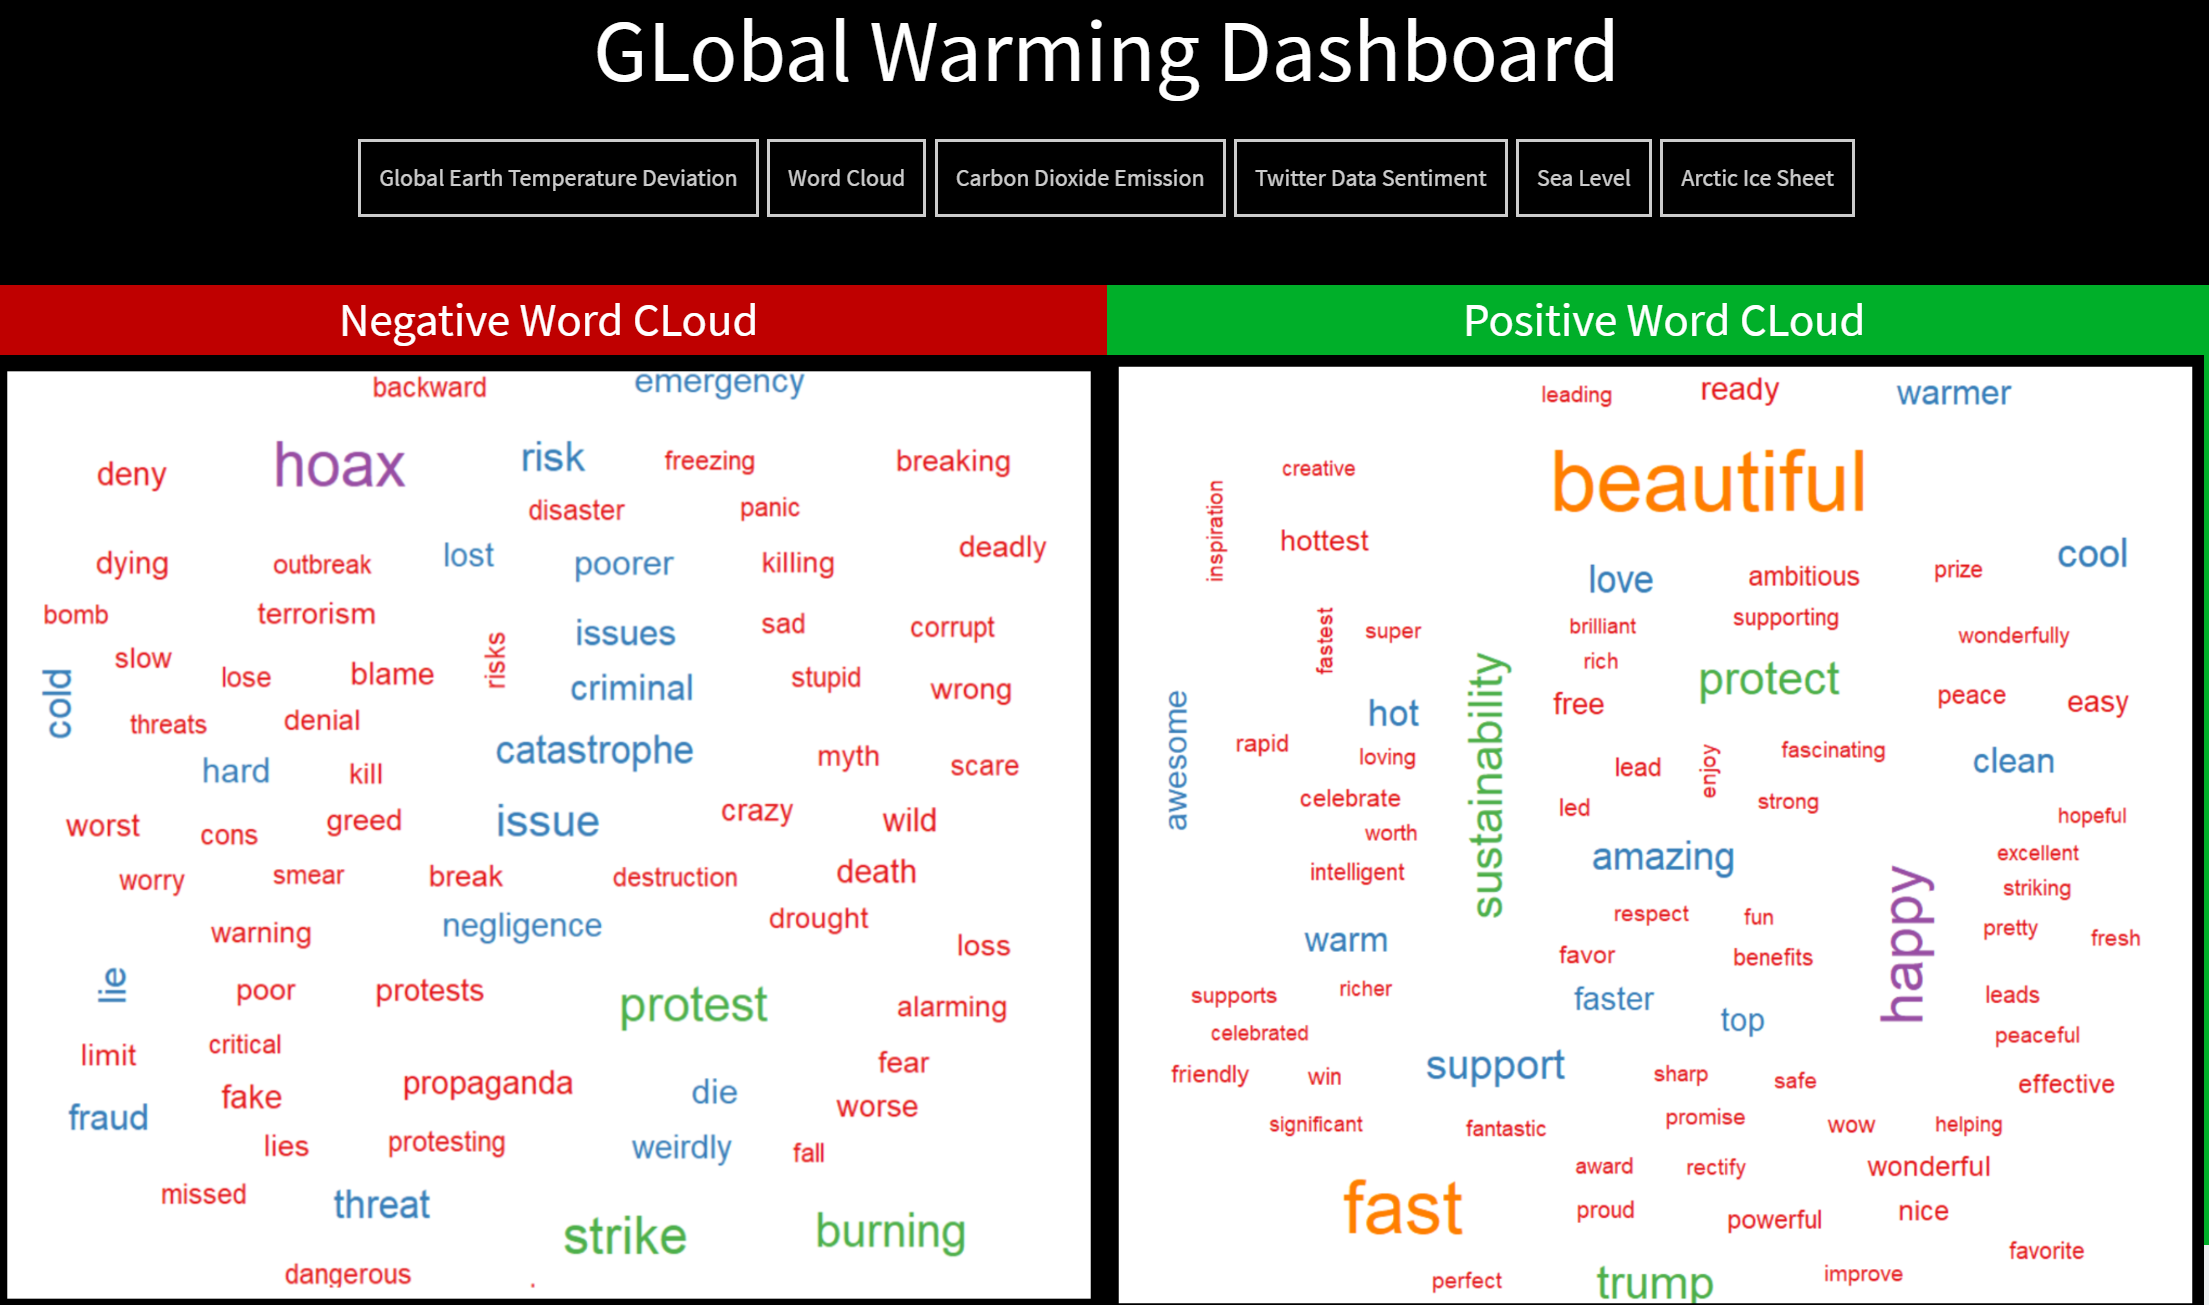 GLobal Warming Dashboard
Global Earth Temperature Deviation
Word Cloud
Carbon Dioxide Emission
Twitter Data Sentiment
Sea Level
Arctic Ice Sheet
Negative Word CLoud
backward
emergency
hoax
risk
freezing
breaking
deny
disaster
panic
dying
outbreak
lost
poorer
killing
deadly
bomb
terrorism
issues
sad
corrupt
slow
risks
cold
lose
blame
criminal
stupid
wrong
threats
denial
catastrophe
myth
scare
hard
kill
worst
cons
greed
issue
crazy
wild
worry
smear
break
destruction
death
warning
negligence
drought
loss
lie
poor
protests
protest
alarming
limit
critical
fear
fake
propaganda
die
worse
fraud
lies
protesting
weirdly
fall
missed
threat
strike
burning
dangerous
Positive Word CLoud
leading
ready
warmer
creative
beautiful
inspiration
hottest
cool
love
ambitious
prize
fastest
super
brilliant
supporting
wonderfully
rich
protect
sustainability
free
peace
easy
awesome
hot
rapid
loving
lead
enjoy
fascinating
clean
celebrate
led
strong
hopeful
worth
intelligent
amazing
excellent
striking
happy
respect
fun
pretty
fresh
warm
favor
benefits
supports
richer
faster
top
leads
celebrated
peaceful
friendly
win
support
sharp
safe
effective
significant
fantastic
promise
wow
helping
award
rectify
wonderful
fast
proud
powerful
nice
favorite
perfect
trump
improve